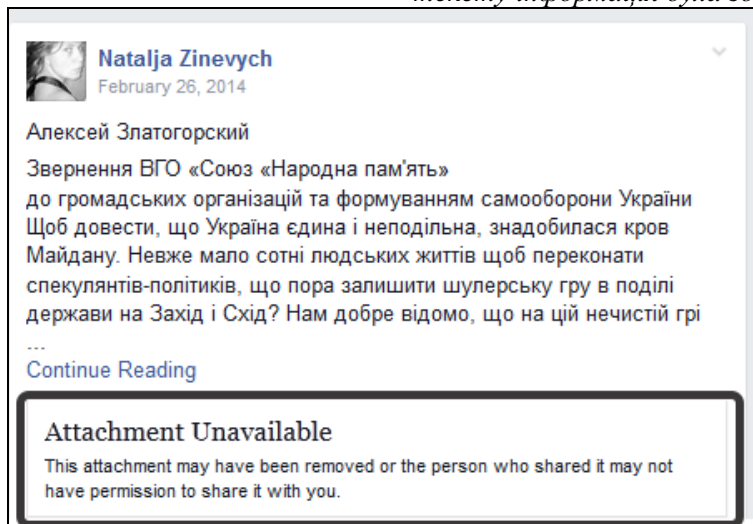 Natalja Zinevych
February 26, 2014
Алексей Златогорский
Звернення ВГО «Союз «Народна пам'ять»
до громадських організацій та формуванням самооборони України
Щоб довести, що Україна єдина і неподільна, знадобилася кров
Майдану. Невже мало сотні людських життів щоб переконати
спекулянтів-політиків, що пора залишити шулерську гру в поділі
держави на Захід і Схід? Нам добре відомо, що на цій нечистій грі
...
Continue Reading
Attachment Unavailable
This attachment may have been removed or the person who shared it may not
have permission to share it with you.